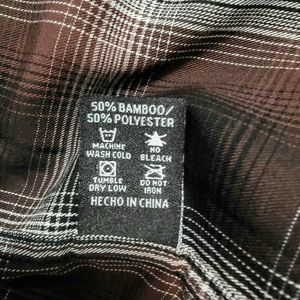 50% BAMBOO/
50% POLYESTER
MACHINE WASH COLD
NO BLEACH
TUMBLE DRY LOW
DO NOT IRON
HECHO IN CHINA